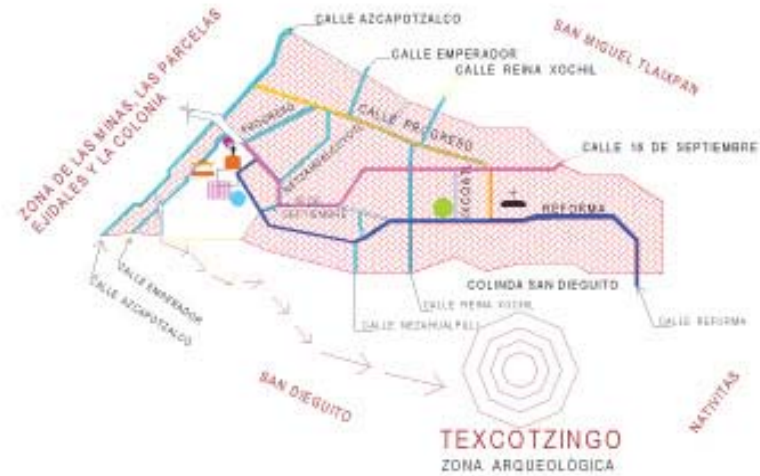 CALLE AZCAPOTZALCO
SAN MIGUEL TLAIXPAN
CALLE EMPERADOR
CALLE REINA XOCHIL
ZONA DE LAS MINAS, LAS PARCELAS
EJIDALES Y LA COLONIA
PROGRESO
CALLE PROGRESO
NETZAHUALCOYOTL
CALLE 16 DE SEPTIEMBRE
SEPTIEMBRE
REFORMA
COLINDA SAN DIEGUITO
CALLE EMPERADOR
CALLE AZCAPOTZALCO
CALLE REINA XOCHIL
CALLE NEZAHUALPILLI
CALLE REFORMA
SAN DIEGUITO
NATIVITAS
TEXCOTZINGO
ZONA ARQUEOLÓGICA